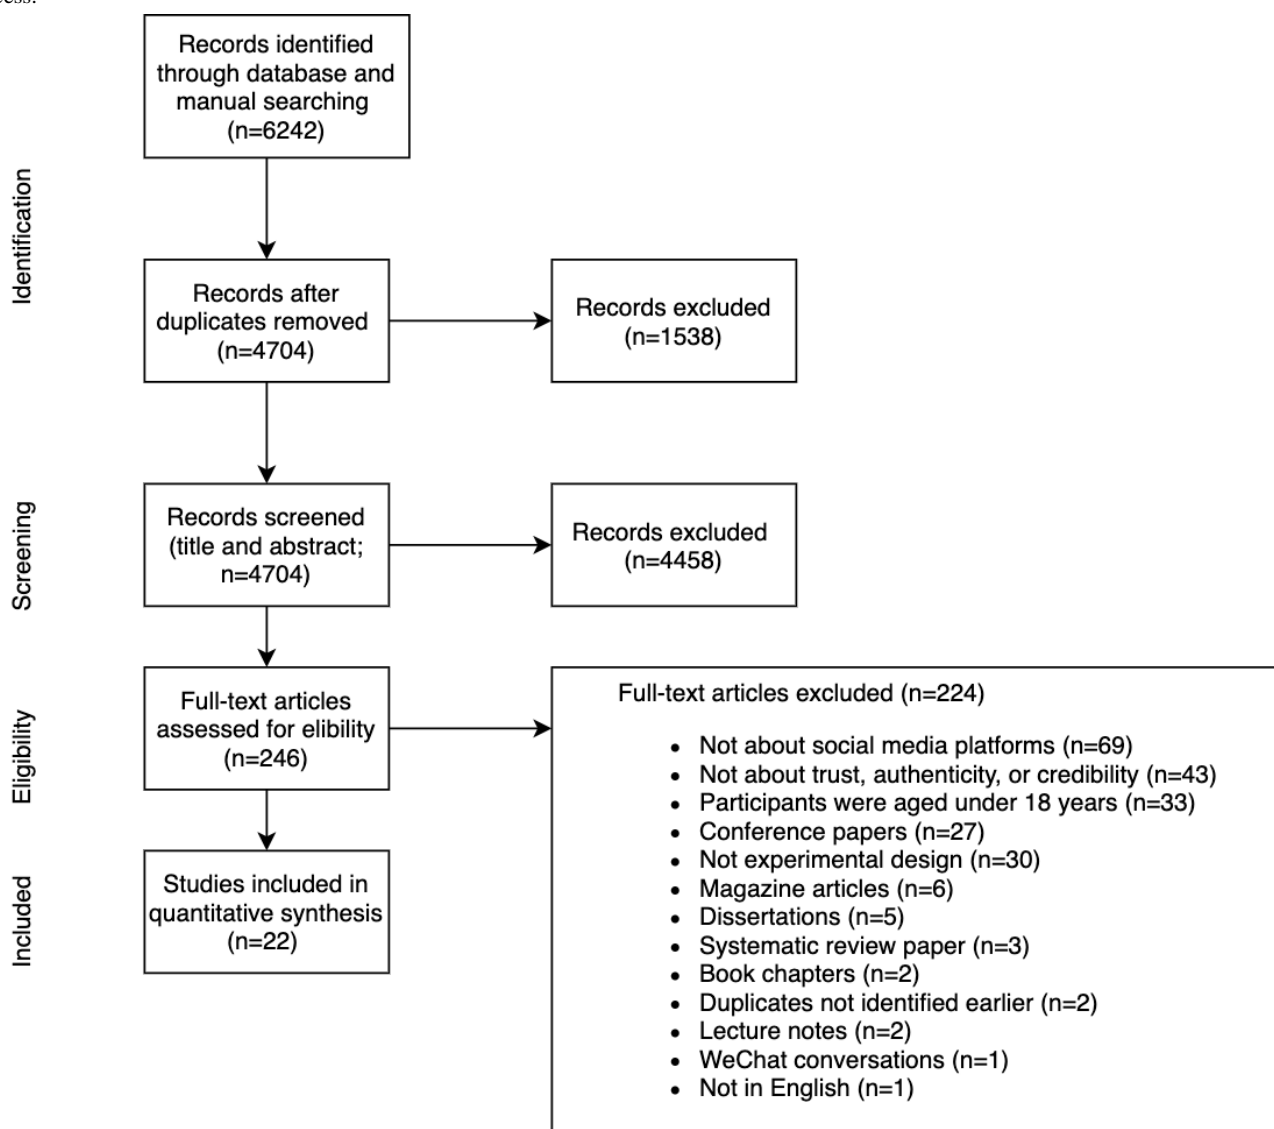 Records identified
through database and
manual searching
(n=6242)
Identification
Records after
duplicates removed
(n=4704)
Records excluded
(n=1538)
Screening
Records screened
(title and abstract;
n=4704)
Records excluded
(n=4458)
Eligibility
Full-text articles
assessed for elibility
(n=246)
Full-text articles excluded (n=224)
• Not about social media platforms (n=69)
• Not about trust, authenticity, or credibility (n=43)
• Participants were aged under 18 years (n=33)
• Conference papers (n=27)
• Not experimental design (n=30)
• Magazine articles (n=6)
• Dissertations (n=5)
• Systematic review paper (n=3)
• Book chapters (n=2)
• Duplicates not identified earlier (n=2)
• Lecture notes (n=2)
• WeChat conversations (n=1)
• Not in English (n=1)
Included
Studies included in
quantitative synthesis
(n=22)